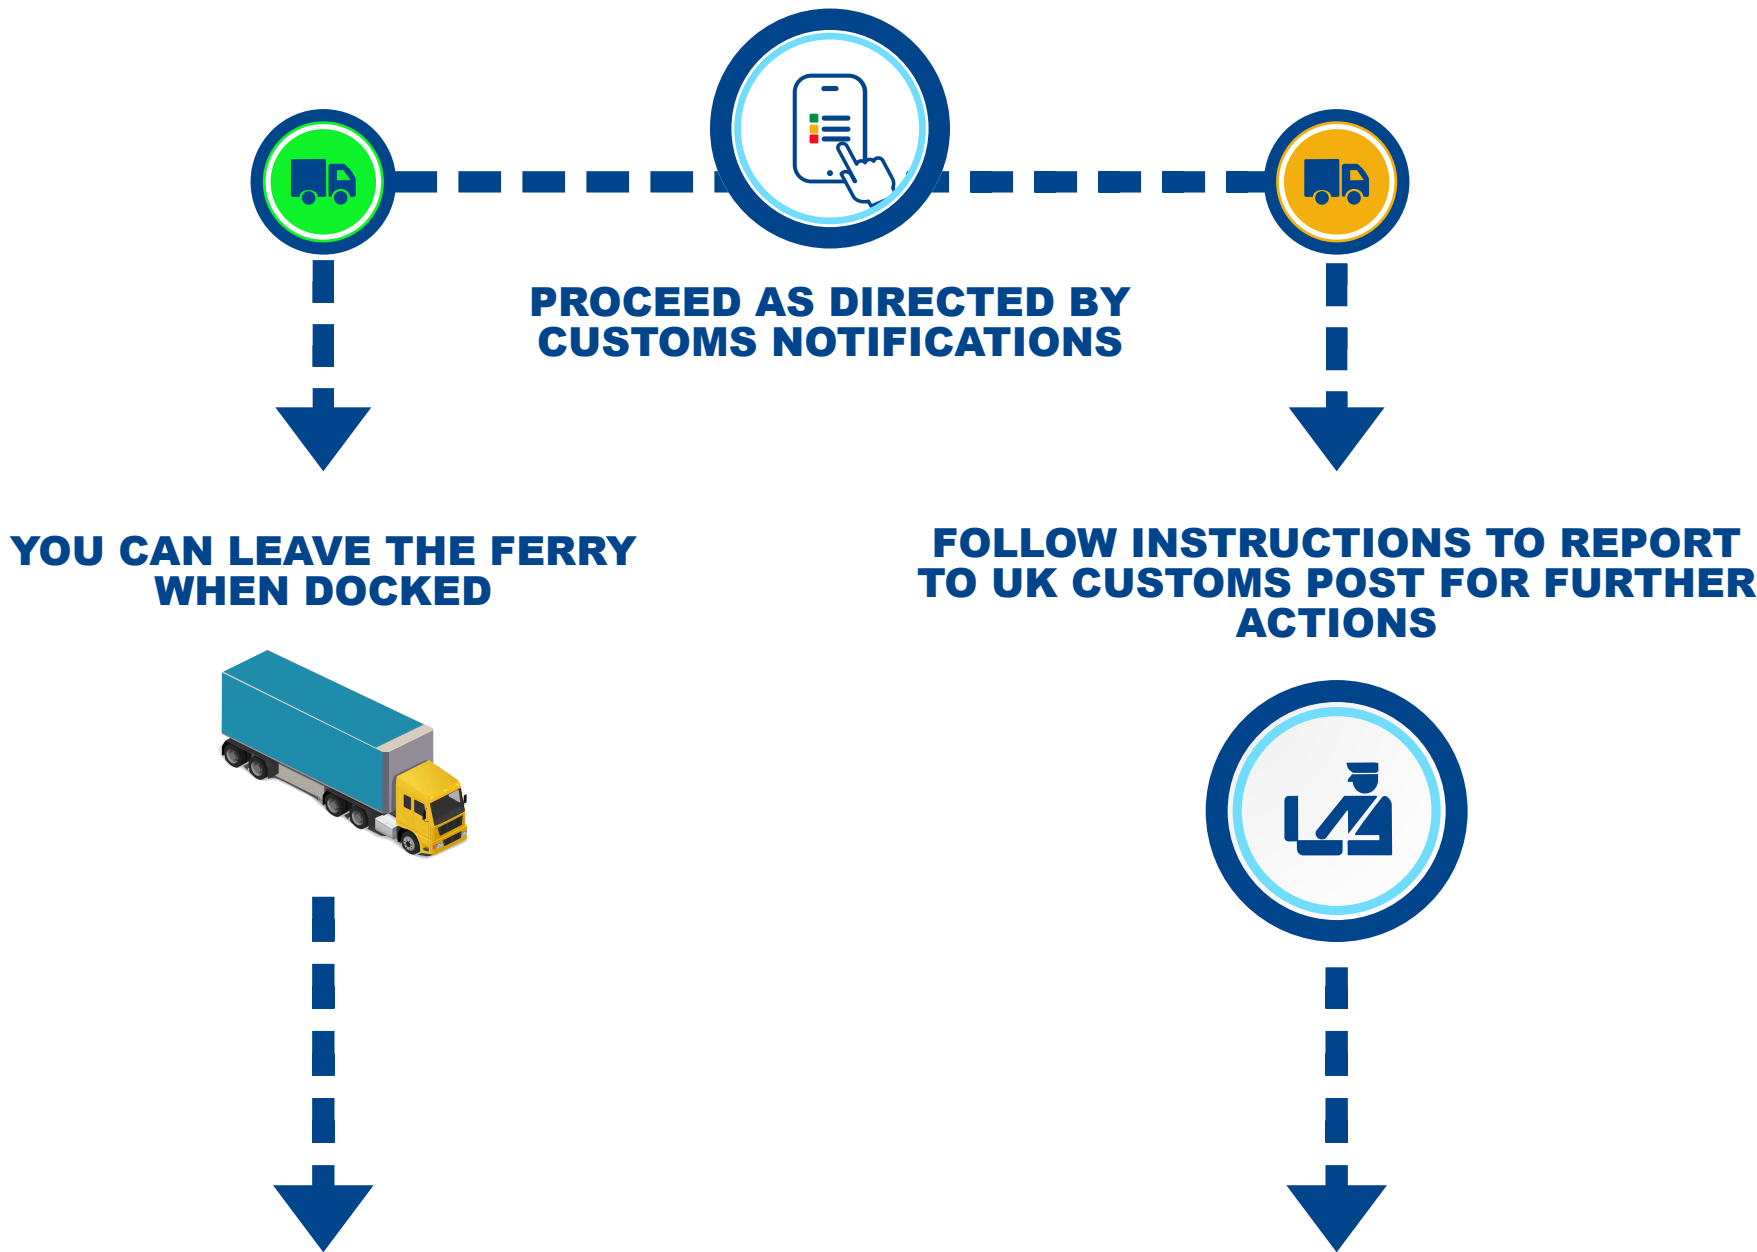 PROCEED AS DIRECTED BY
CUSTOMS NOTIFICATIONS
YOU CAN LEAVE THE FERRY
WHEN DOCKED
FOLLOW INSTRUCTIONS TO REPORT
TO UK CUSTOMS POST FOR FURTHER
ACTIONS